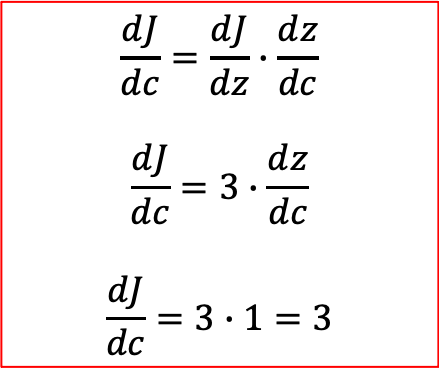 dJ/dc = dJ/dz · dz/dc
dJ/dc = 3 · dz/dc
dJ/dc = 3 · 1 = 3